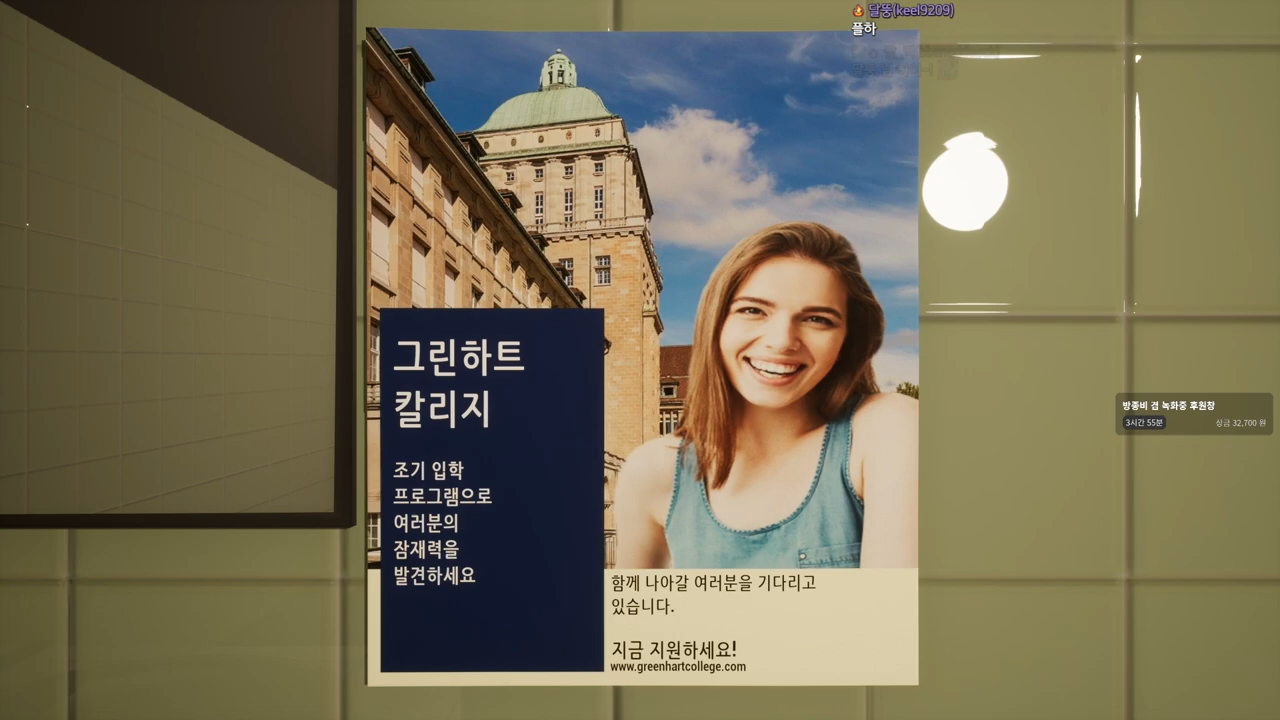 달뚱(keel9209)
플하
그린하트
칼리지
조기 입학
프로그램으로
여러분의
잠재력을
발견하세요
함께 나아갈 여러분을 기다리고
있습니다.
지금 지원하세요!
www.greenhartcollege.com
방종비 겸 녹화중 후원창
3시간 55분
상금 32,700 원